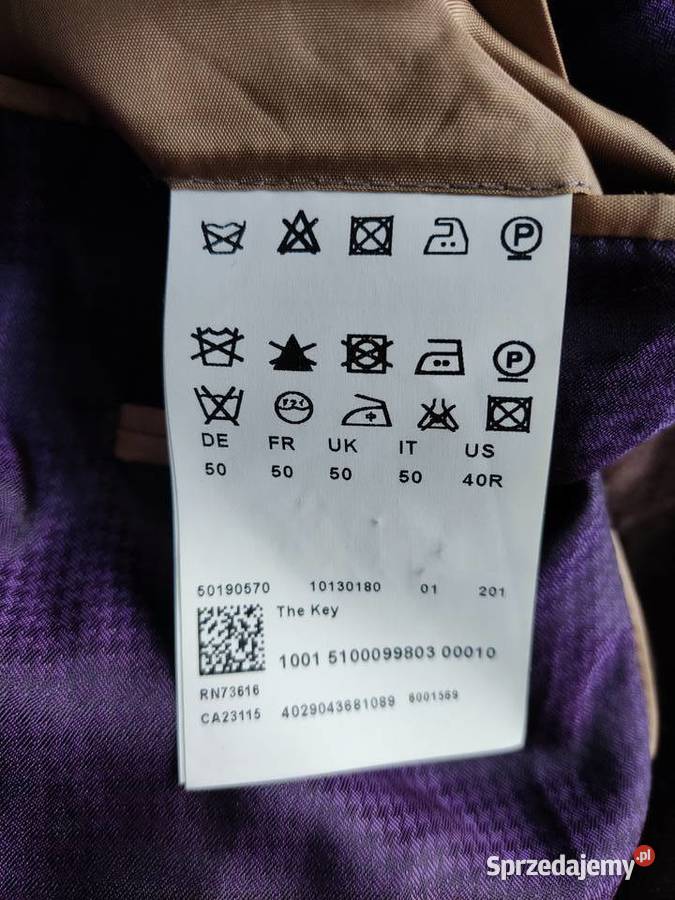 P
P
DE FR UK IT US
50 50 50 50 40R
50190570 10130180 01 201
The Key
1001 5100099803 00010
RN73616
CA23115 4029043681089 6001569
Sprzedajemy.pl